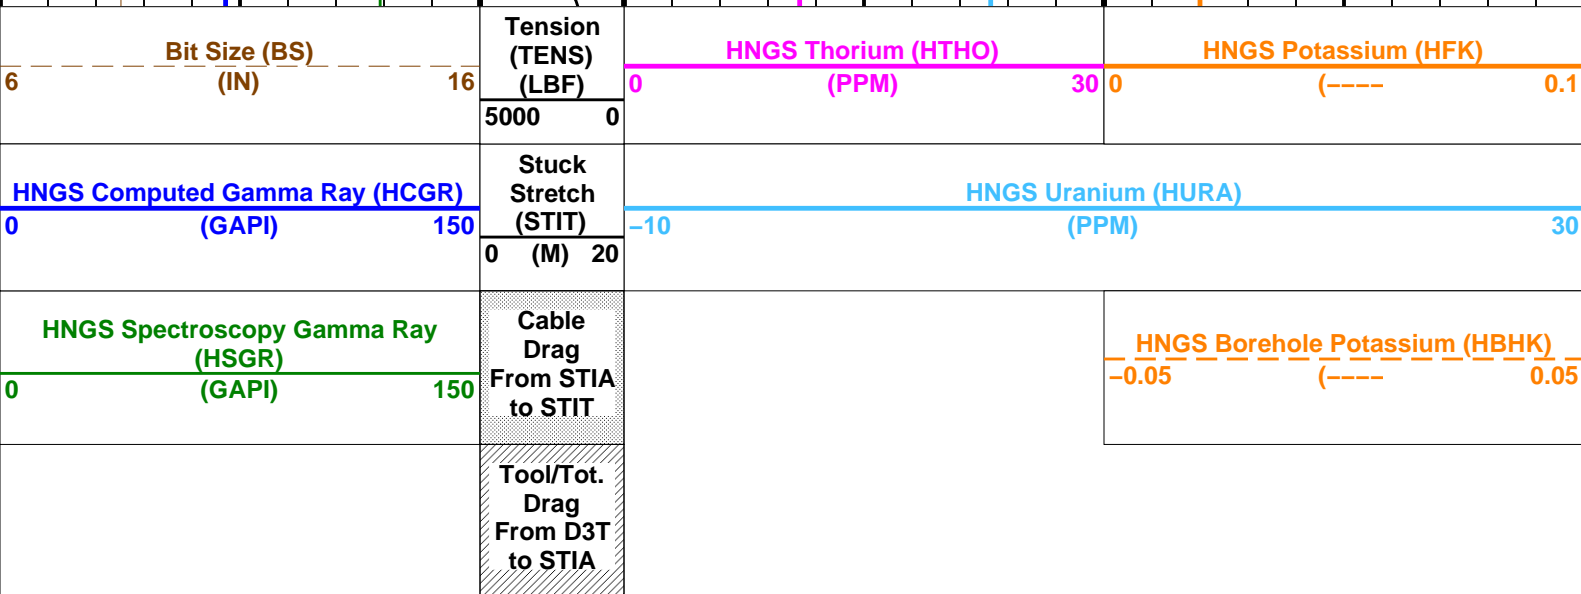 Bit Size (BS)
6 (IN) 16
Tension
(TENS)
(LBF)
5000 0
HNGS Thorium (HTHO)
0 (PPM) 30
HNGS Potassium (HFK)
0 (−−−− 0.1
HNGS Computed Gamma Ray (HCGR)
0 (GAPI) 150
Stuck
Stretch
(STIT)
0 (M) 20
HNGS Uranium (HURA)
−10 (PPM) 30
HNGS Spectroscopy Gamma Ray
(HSGR)
0 (GAPI) 150
Cable
Drag
From STIA
to STIT
HNGS Borehole Potassium (HBHK)
−0.05 (−−−− 0.05
Tool/Tot.
Drag
From D3T
to STIA